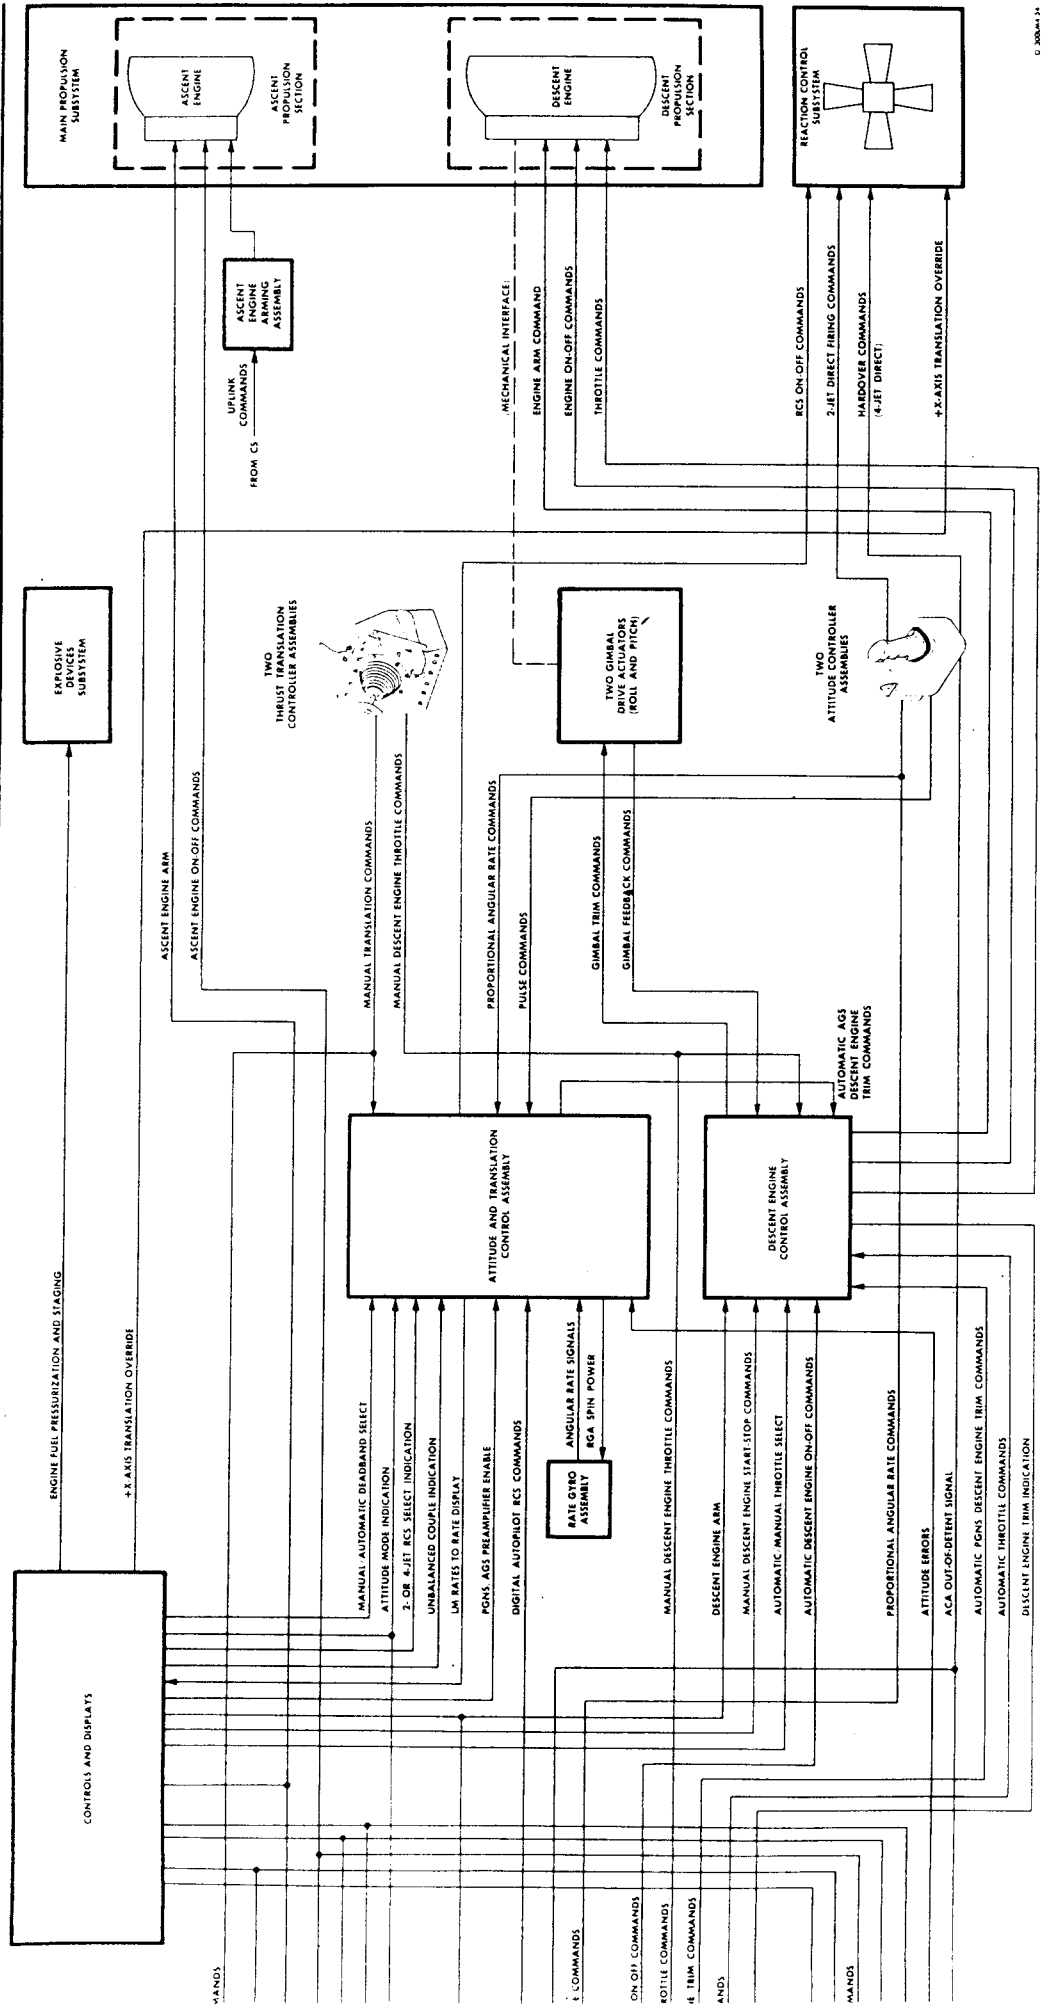 MAIN PROPULSION
SUBSYSTEM
ASCENT
ENGINE
ASCENT
PROPULSION
SECTION
DESCENT
ENGINE
DESCENT
PROPULSION
SECTION
REACTION CONTROL
SUBSYSTEM
ASCENT
ENGINE
ARMING
ASSEMBLY
UPLINK
COMMANDS
FROM CS
MECHANICAL INTERFACE
ENGINE ARM COMMAND
ENGINE ON-OFF COMMANDS
THROTTLE COMMANDS
RCS ON-OFF COMMANDS
2-JET DIRECT FIRING COMMANDS
HARDOVER COMMANDS
(4-JET DIRECT)
+X-AXIS TRANSLATION OVERRIDE
EXPLOSIVE
DEVICES
SUBSYSTEM
TWO
THRUST TRANSLATION
CONTROLLER ASSEMBLIES
TWO GIMBAL
DRIVE ACTUATORS
(ROLL AND PITCH)
TWO
ATTITUDE CONTROLLER
ASSEMBLIES
ASCENT ENGINE ARM
ASCENT ENGINE ON-OFF COMMANDS
MANUAL TRANSLATION COMMANDS
MANUAL DESCENT ENGINE THROTTLE COMMANDS
PROPORTIONAL ANGULAR RATE COMMANDS
PULSE COMMANDS
GIMBAL TRIM COMMANDS
GIMBAL FEEDBACK COMMANDS
AUTOMATIC AGS
DESCENT ENGINE
TRIM COMMANDS
ATTITUDE AND TRANSLATION
CONTROL ASSEMBLY
DESCENT ENGINE
CONTROL ASSEMBLY
ENGINE FUEL PRESSURIZATION AND STAGING
+X-AXIS TRANSLATION OVERRIDE
MANUAL-AUTOMATIC DEADBAND SELECT
ATTITUDE MODE INDICATION
2- OR 4-JET RCS SELECT INDICATION
UNBALANCED COUPLE INDICATION
LM RATES TO RATE DISPLAY
PGNS, AGS PREAMPLIFIER ENABLE
DIGITAL AUTOPILOT RCS COMMANDS
ANGULAR RATE SIGNALS
RGA SPIN POWER
RATE GYRO
ASSEMBLY
MANUAL DESCENT ENGINE THROTTLE COMMANDS
DESCENT ENGINE ARM
MANUAL DESCENT ENGINE START-STOP COMMANDS
AUTOMATIC-MANUAL THROTTLE SELECT
AUTOMATIC DESCENT ENGINE ON-OFF COMMANDS
PROPORTIONAL ANGULAR RATE COMMANDS
ATTITUDE ERRORS
ACA OUT-OF-DETENT SIGNAL
AUTOMATIC PGNS DESCENT ENGINE TRIM COMMANDS
AUTOMATIC THROTTLE COMMANDS
DESCENT ENGINE TRIM INDICATION
CONTROLS AND DISPLAYS
MANDS
COMMANDS
ON OFF COMMANDS
ROTTLE COMMANDS
E TRIM COMMANDS
ANDS
MANDS